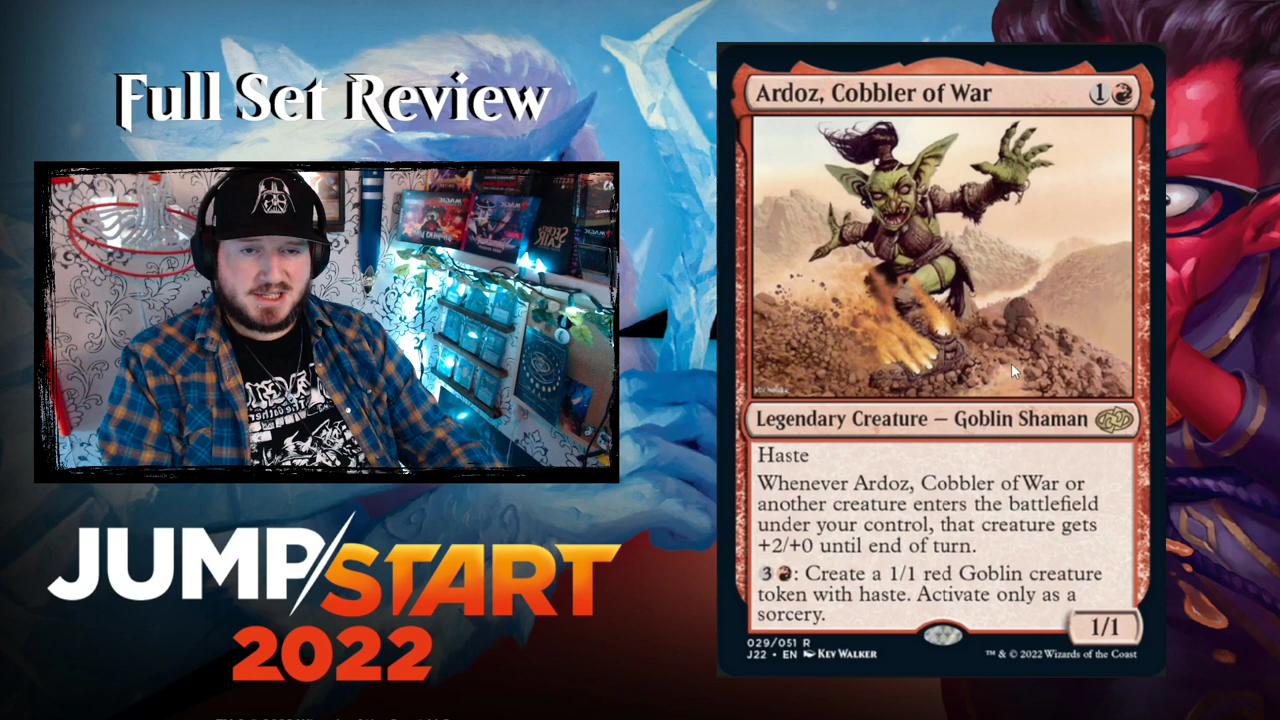 Full Set Review
JUMP/START
2022
Ardoz, Cobbler of War 1
Legendary Creature — Goblin Shaman
Haste
Whenever Ardoz, Cobbler of War or
another creature enters the battlefield
under your control, that creature gets
+2/+0 until end of turn.
3 : Create a 1/1 red Goblin creature
token with haste. Activate only as a
sorcery.
1/1
029/051 R
J22 • EN KEV WALKER
™ & © 2022 Wizards of the Coast